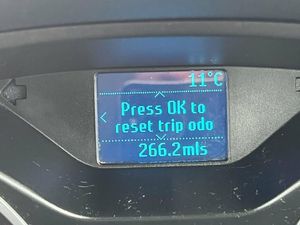 11°C
Press OK to
reset trip odo
266.2mls